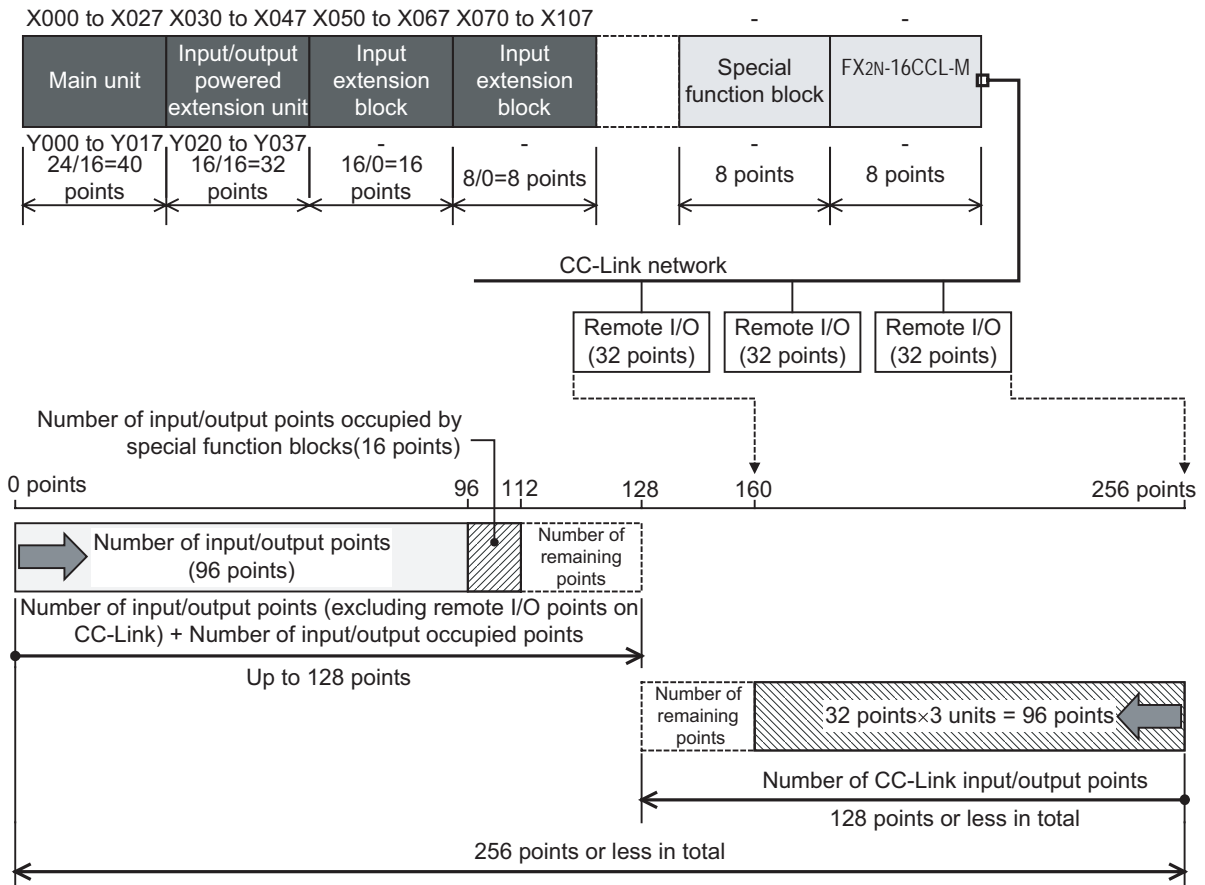 X000 to X027 X030 to X047 X050 to X067 X070 to X107 - -
Main unit
Input/output
powered
extension unit
Input
extension
block
Input
extension
block
Special
function block
FX2N-16CCL-M
Y000 to Y017 Y020 to Y037 - - - -
24/16=40
points
16/16=32
points
16/0=16
points
8/0=8 points
8 points
8 points
CC-Link network
Remote I/O
(32 points)
Remote I/O
(32 points)
Remote I/O
(32 points)
Number of input/output points occupied by
special function blocks(16 points)
0 points 96 112 128 160 256 points
Number of input/output points
(96 points)
Number of
remaining
points
Number of input/output points (excluding remote I/O points on
CC-Link) + Number of input/output occupied points
Up to 128 points
Number of
remaining
points
32 points×3 units = 96 points
Number of CC-Link input/output points
128 points or less in total
256 points or less in total